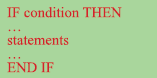 IF condition THEN
...
statements
...
END IF